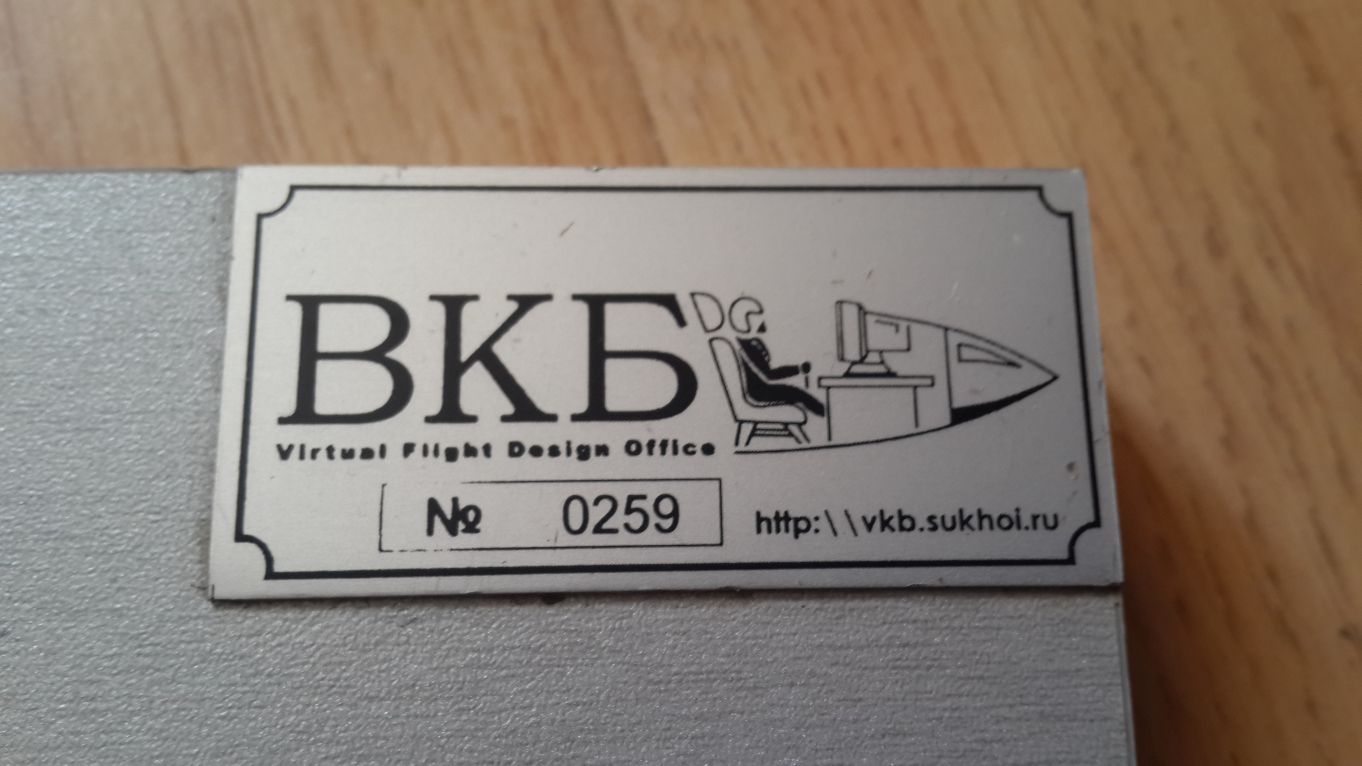 ВКБ
Virtual Flight Design Office
№ 0259
http:\\vkb.sukhoi.ru